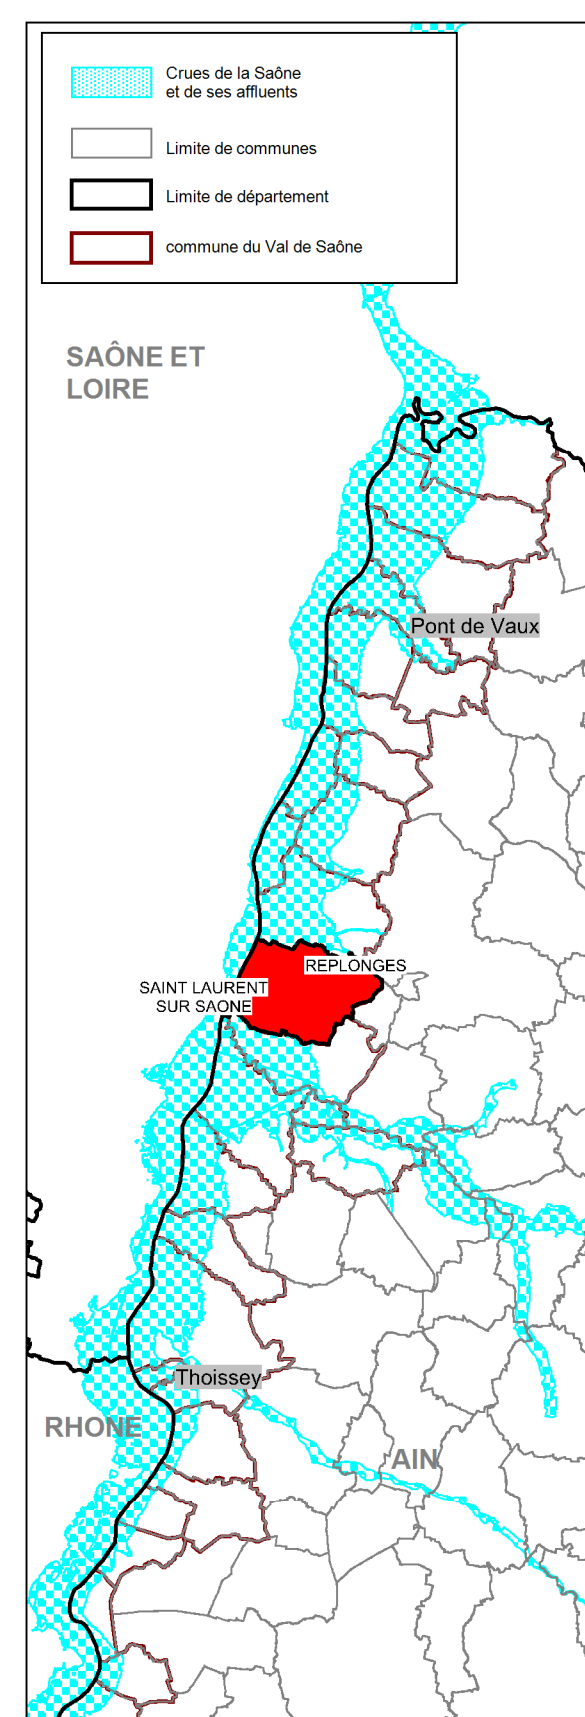 Crues de la Saône
et de ses affluents
Limite de communes
Limite de département
commune du Val de Saône
SAÔNE ET
LOIRE
Pont de Vaux
REPLONGES
SAINT LAURENT
SUR SAONE
Thoissey
RHONE
AIN